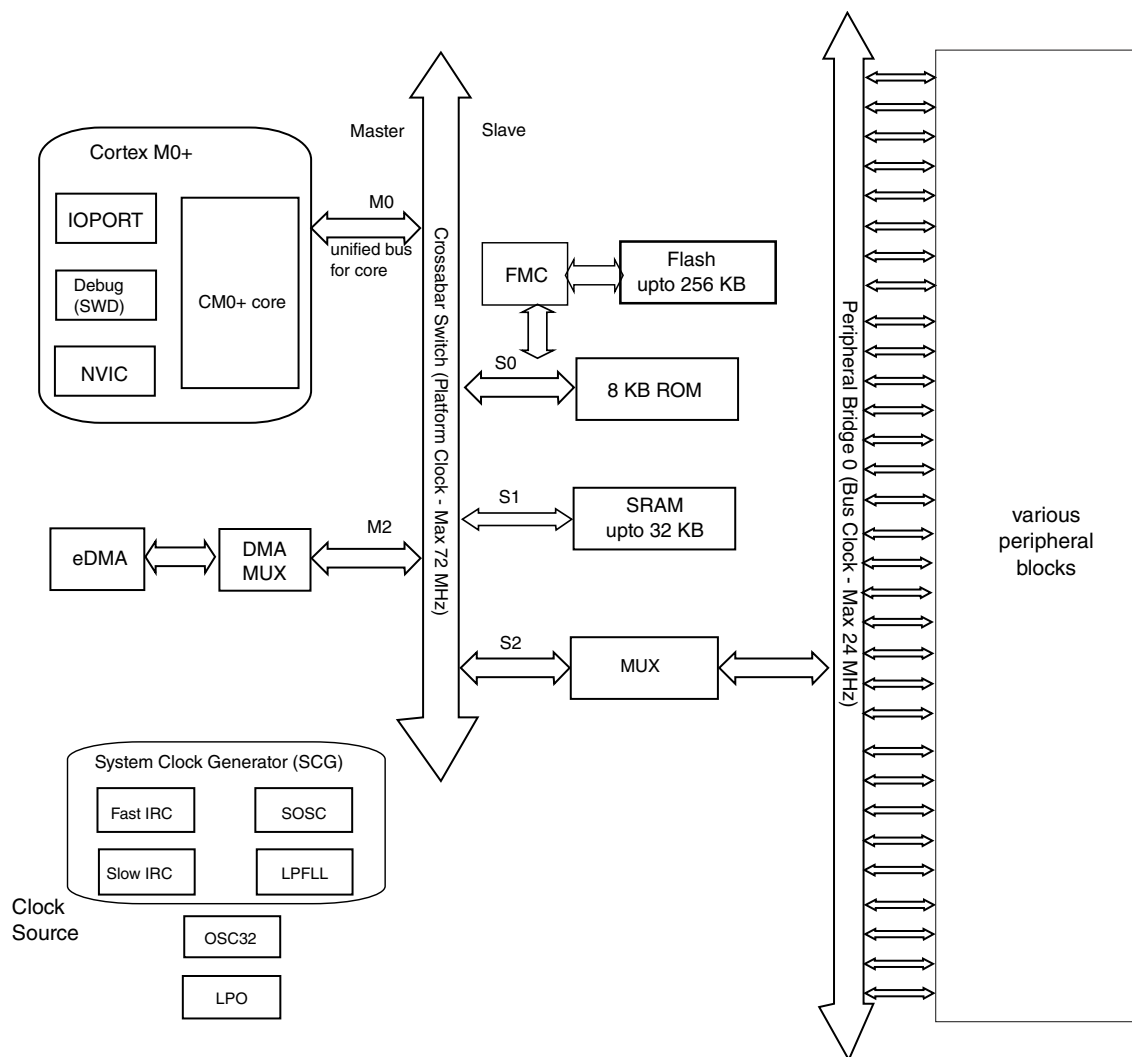 Master
Slave
Cortex M0+
IOPORT
Debug
(SWD)
NVIC
CM0+ core
M0
unified bus
for core
Crossabar Switch (Platform Clock - Max 72 MHz)
FMC
Flash
upto 256 KB
S0
8 KB ROM
S1
SRAM
upto 32 KB
eDMA
DMA
MUX
M2
S2
MUX
Peripheral Bridge 0 (Bus Clock - Max 24 MHz)
various
peripheral
blocks
System Clock Generator (SCG)
Fast IRC
SOSC
Slow IRC
LPFLL
Clock
Source
OSC32
LPO